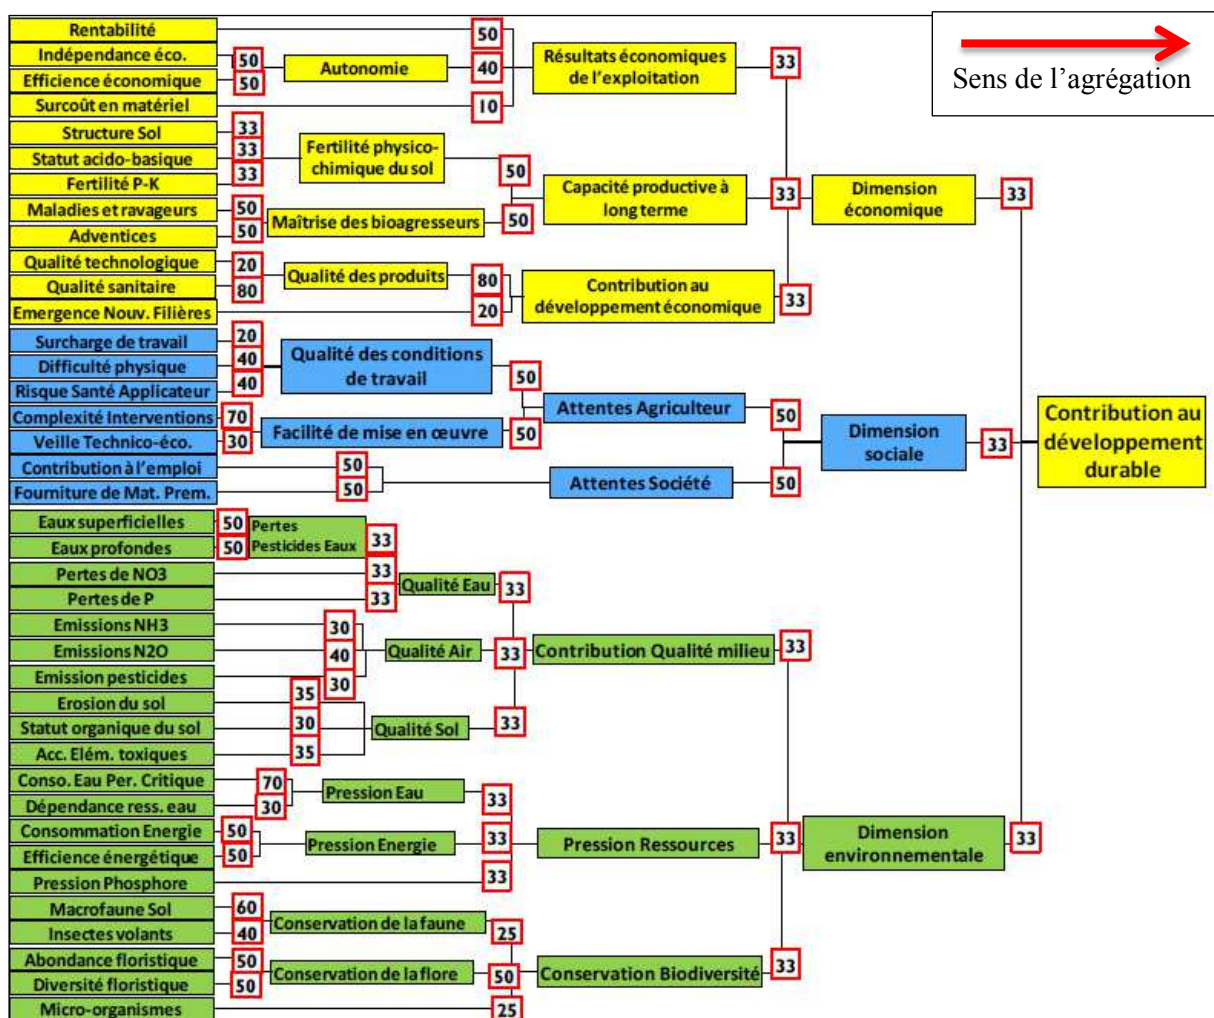 Rentabilité
50
Indépendance éco.
50
Efficience économique
50
Autonomie
40
Surcoût en matériel
10
Résultats économiques
de l’exploitation
33
Sens de l’agrégation
Structure Sol
33
Statut acido-basique
33
Fertilité P-K
33
Fertilité physico-
chimique du sol
50
Maladies et ravageurs
50
Adventices
50
Maîtrise des bioagresseurs
50
Capacité productive à
long terme
33
Dimension
économique
33
Qualité technologique
20
Qualité sanitaire
80
Qualité des produits
80
Emergence Nouv. Filières
20
Contribution au
développement économique
33
Surcharge de travail
20
Difficulté physique
40
Risque Santé Applicateur
40
Qualité des conditions
de travail
50
Complexité Interventions
70
Veille Technico-éco.
30
Facilité de mise en œuvre
50
Attentes Agriculteur
50
Contribution à l’emploi
50
Fourniture de Mat. Prem.
50
Attentes Société
50
Dimension
sociale
33
Contribution au
développement
durable
Eaux superficielles
50
Eaux profondes
50
Pertes
Pesticides Eaux
33
Pertes de NO3
33
Pertes de P
33
Qualité Eau
33
Emissions NH3
30
Emissions N2O
40
Emission pesticides
30
Qualité Air
33
Erosion du sol
35
Statut organique du sol
30
Acc. Elém. toxiques
35
Qualité Sol
33
Contribution Qualité milieu
33
Conso. Eau Per. Critique
70
Dépendance ress. eau
30
Pression Eau
33
Consommation Energie
50
Efficience énergétique
50
Pression Energie
33
Pression Phosphore
33
Pression Ressources
33
Dimension
environnementale
33
Macrofaune Sol
60
Insectes volants
40
Conservation de la faune
25
Abondance floristique
50
Diversité floristique
50
Conservation de la flore
50
Micro-organismes
25
Conservation Biodiversité
33